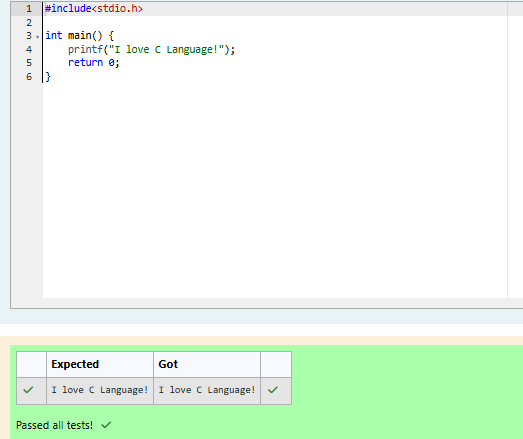 1 #include<stdio.h>
2
3 int main() {
4 printf("I love C Language!");
5 return 0;
6 }
Expected Got
I love C Language! I love C Language!
Passed all tests!